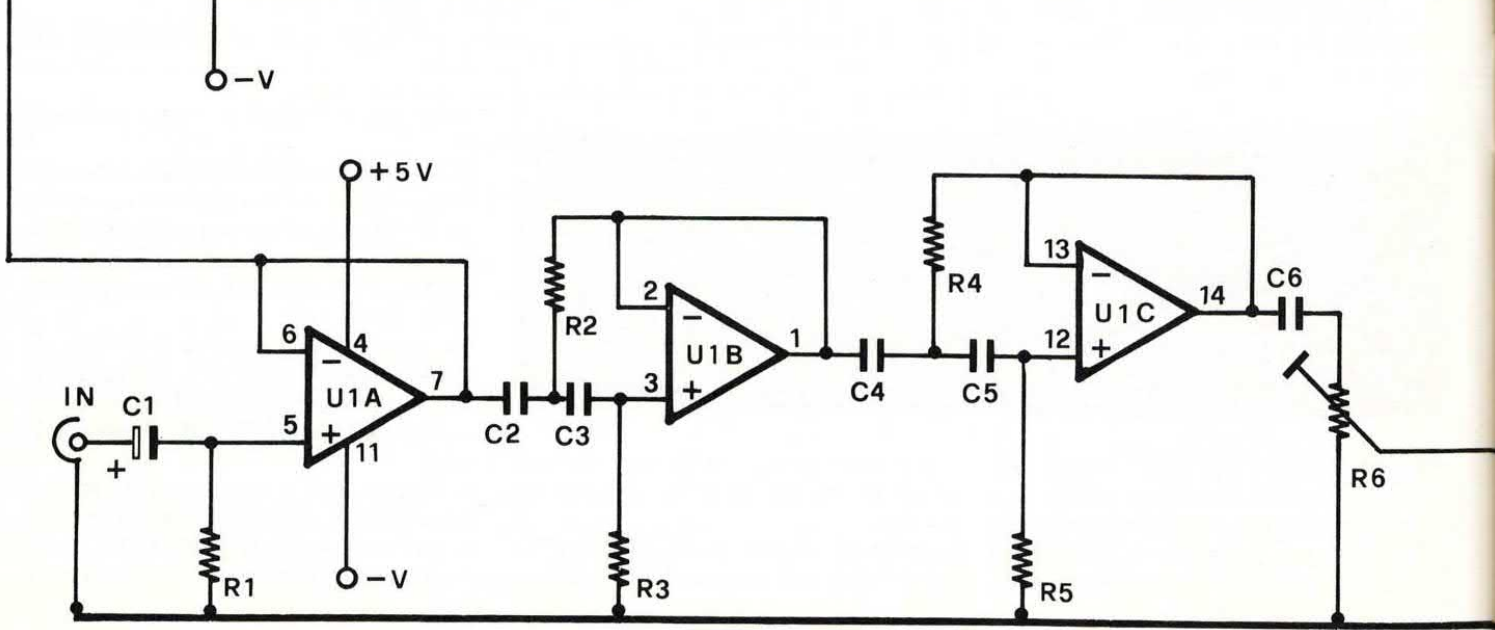 −V
+5V
13
C6
R4
−
14
2
U1C
R2
−
12
+
6
4
U1B
1
−
3
C4
C5
IN
C1
7
+
U1A
5
C2
C3
+
11
+
R6
−V
R1
R3
R5